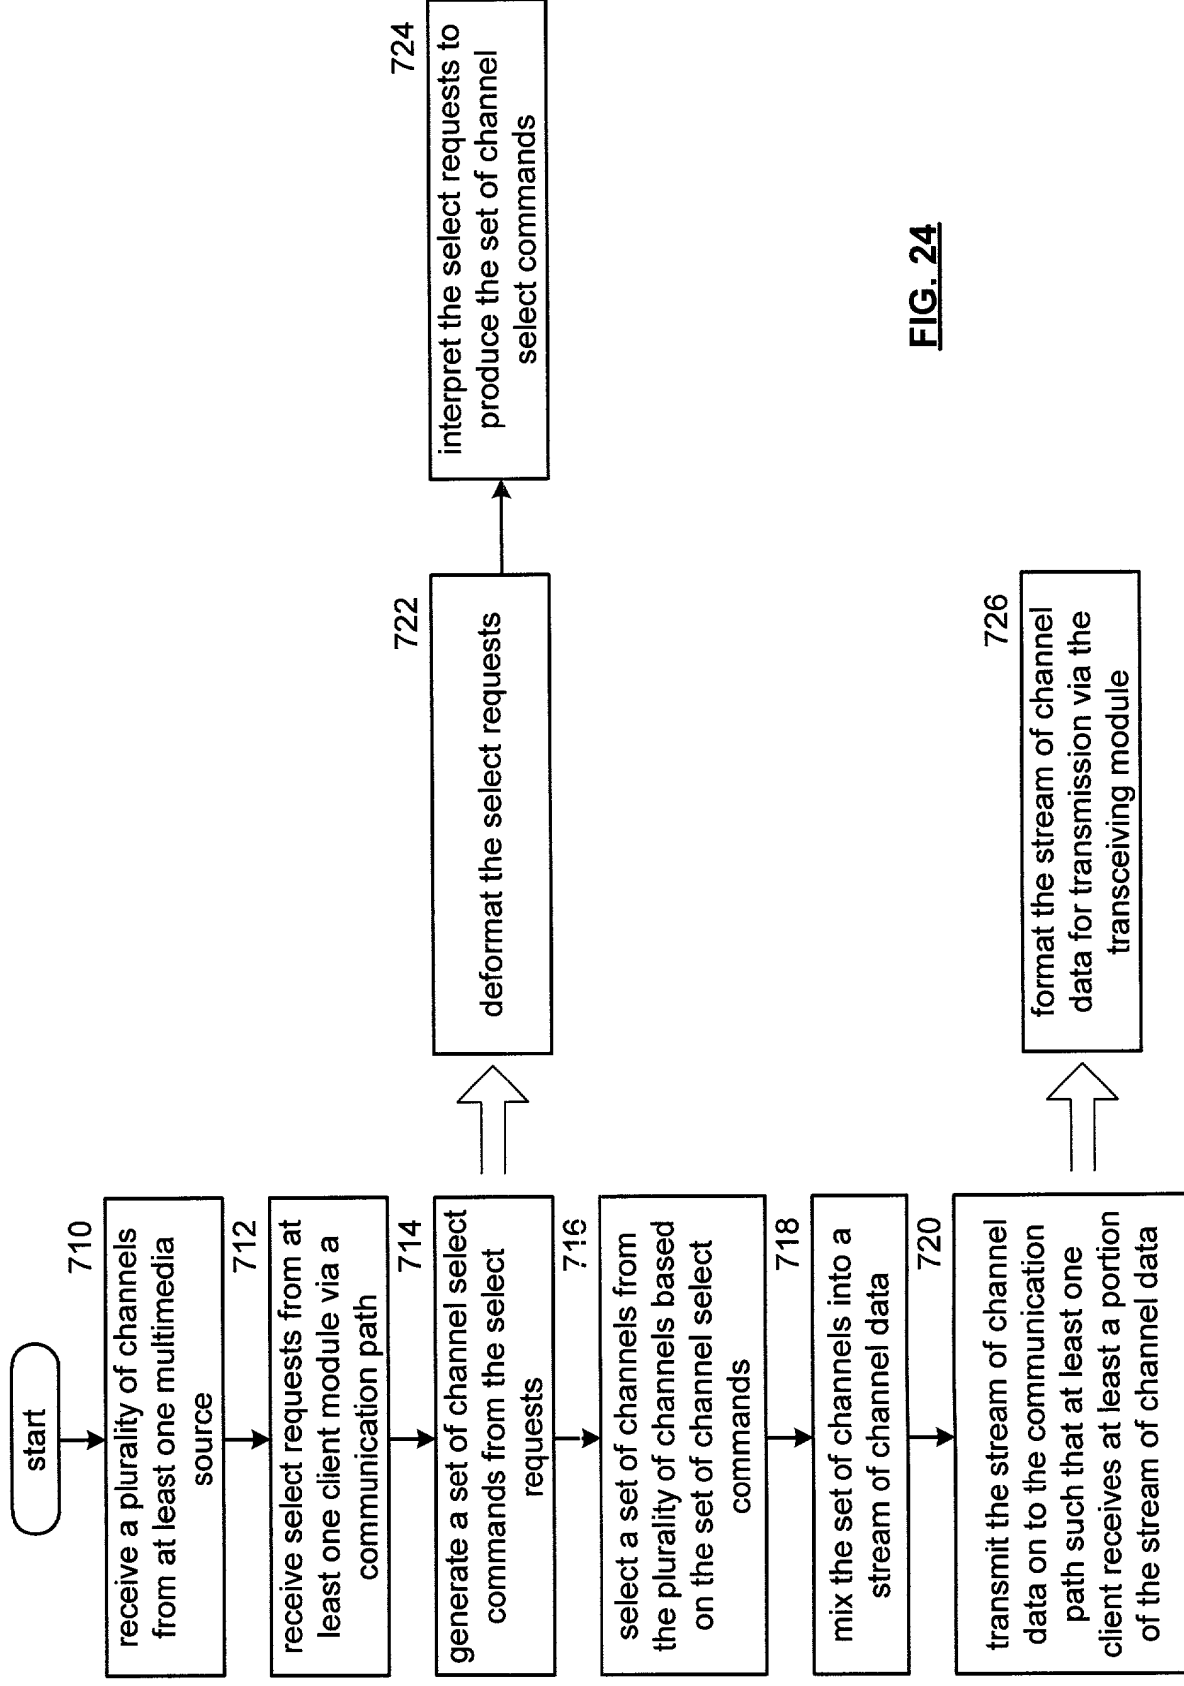 start
710
receive a plurality of channels
from at least one multimedia
source
712
receive select requests from at
least one client module via a
communication path
714
generate a set of channel select
commands from the select
requests
722
deformat the select requests
724
interpret the select requests to
produce the set of channel
select commands
716
select a set of channels from
the plurality of channels based
on the set of channel select
commands
718
mix the set of channels into a
stream of channel data
720
transmit the stream of channel
data on to the communication
path such that at least one
client receives at least a portion
of the stream of channel data
726
format the stream of channel
data for transmission via the
transceiving module
FIG. 24